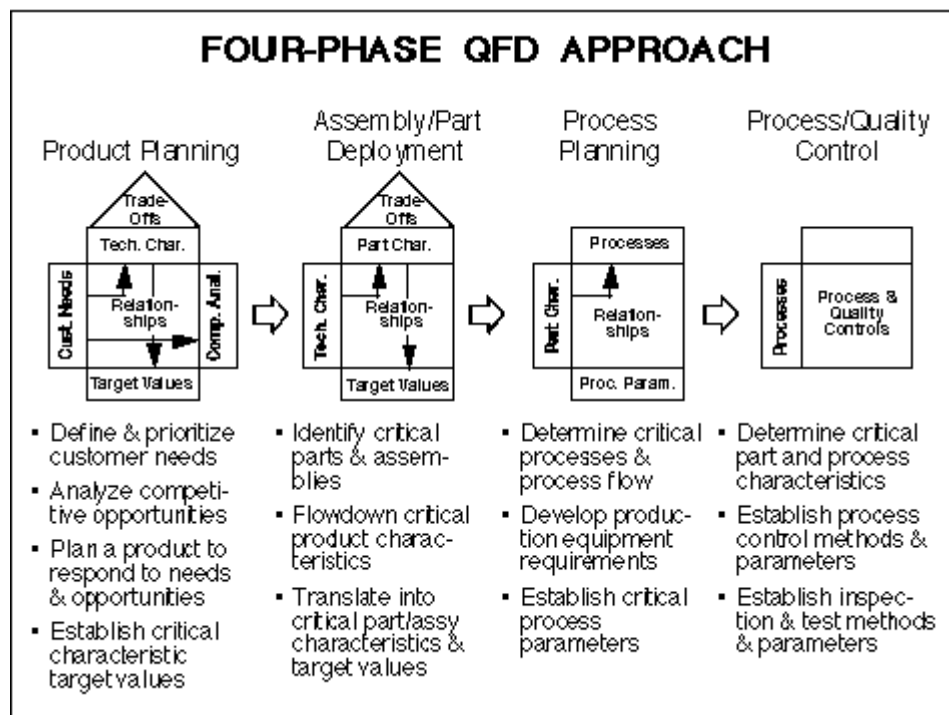 FOUR-PHASE QFD APPROACH
Product Planning
Trade-
Offs
Tech. Char.
Cust. Needs
Relation-
ships
Comp. Anal.
Target Values
Assembly/Part
Deployment
Trade-
Offs
Part Char.
Tech. Char.
Relation-
ships
Target Values
Process
Planning
Processes
Part Char.
Relation-
ships
Proc. Param.
Process/Quality
Control
Processes
Process &
Quality
Controls
▪ Define & prioritize
customer needs
▪ Analyze competi-
tive opportunities
▪ Plan a product to
respond to needs
& opportunities
▪ Establish critical
characteristic
target values
▪ Identify critical
parts & assem-
blies
▪ Flowdown critical
product charac-
teristics
▪ Translate into
critical part/assy
characteristics &
target values
▪ Determine critical
processes &
process flow
▪ Develop produc-
tion equipment
requirements
▪ Establish critical
process
parameters
▪ Determine critical
part and process
characteristics
▪ Establish process
control methods &
parameters
▪ Establish inspec-
tion & test methods
& parameters